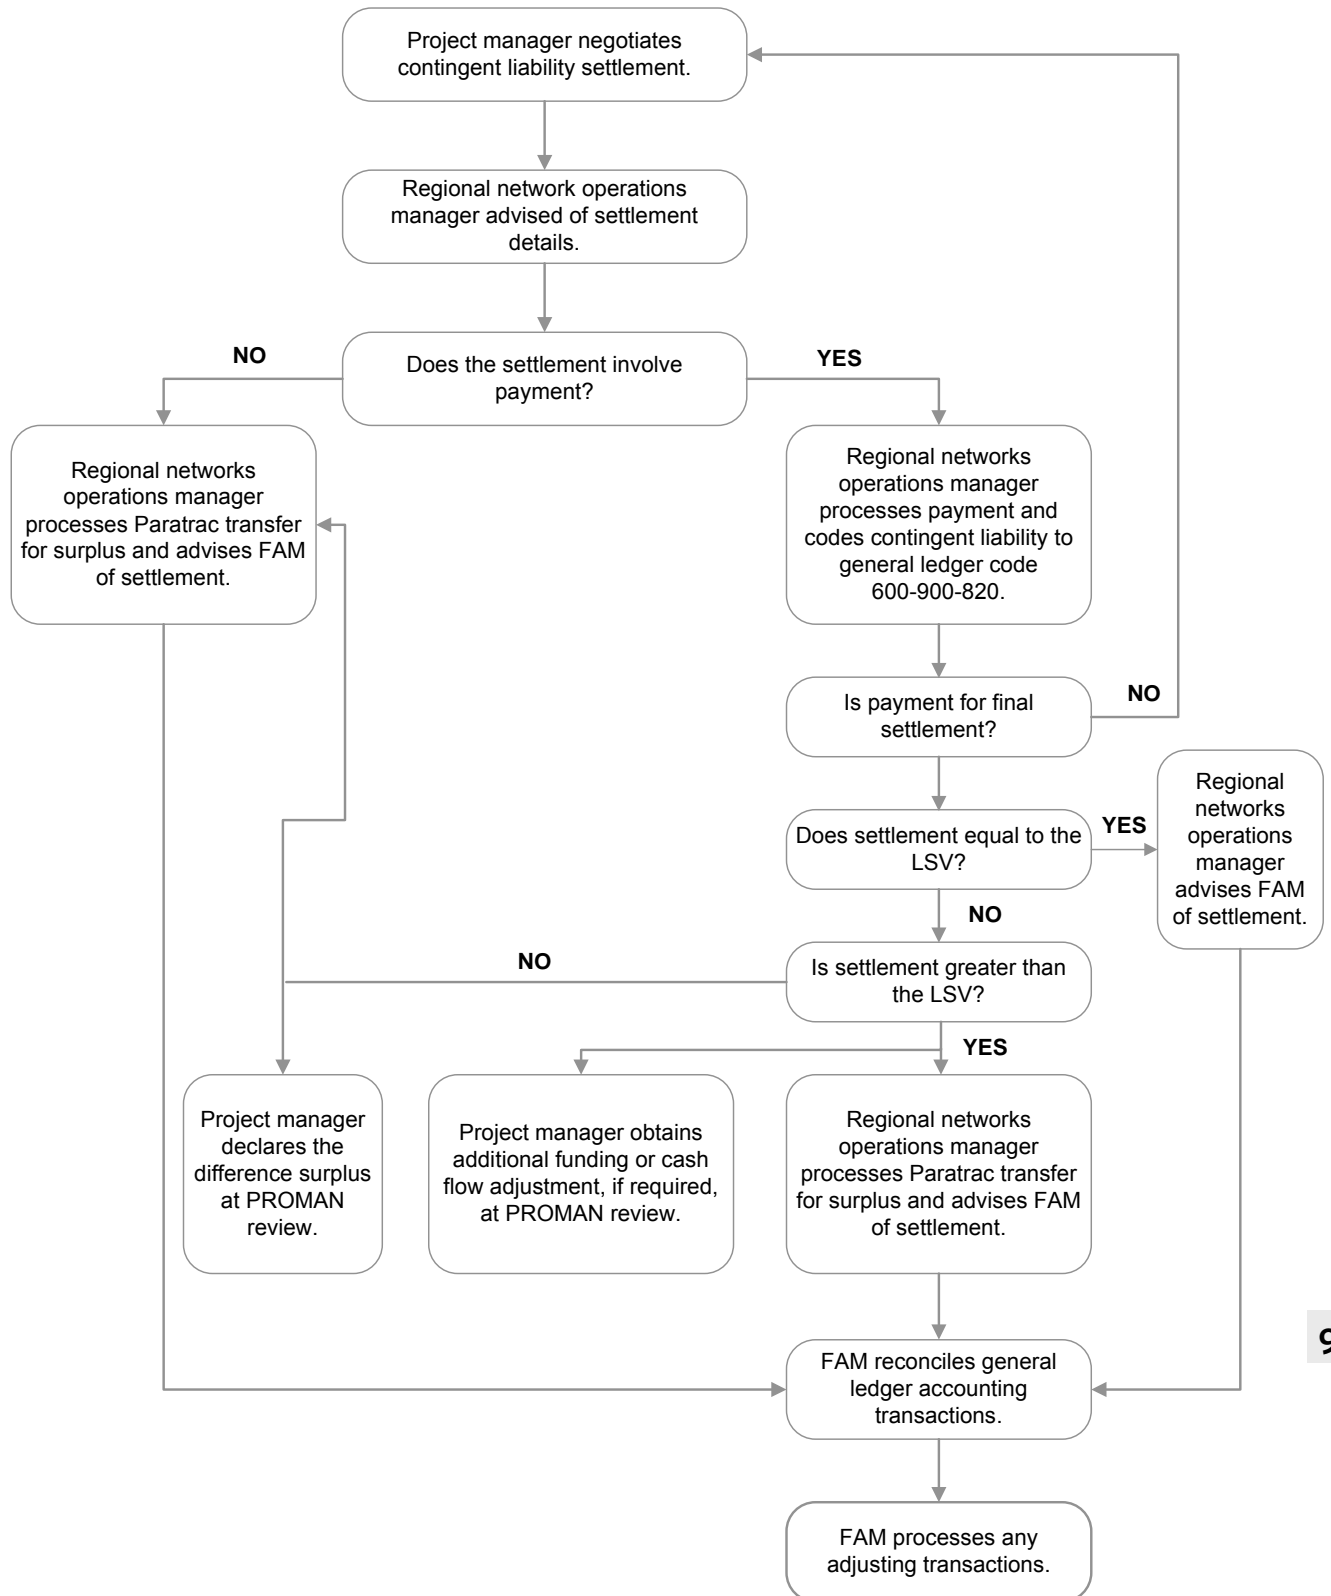 Project manager negotiates
contingent liability settlement.
Regional network operations
manager advised of settlement
details.
NO
Does the settlement involve
payment?
YES
Regional networks
operations manager
processes Paratrac transfer
for surplus and advises FAM
of settlement.
Regional networks
operations manager
processes payment and
codes contingent liability to
general ledger code
600-900-820.
Is payment for final
settlement?
NO
Does settlement equal to the
LSV?
YES
Regional
networks
operations
manager
advises FAM
of settlement.
NO
NO
Is settlement greater than
the LSV?
YES
Project manager
declares the
difference surplus
at PROMAN
review.
Project manager obtains
additional funding or cash
flow adjustment, if required,
at PROMAN review.
Regional networks
operations manager
processes Paratrac transfer
for surplus and advises FAM
of settlement.
9
FAM reconciles general
ledger accounting
transactions.
FAM processes any
adjusting transactions.